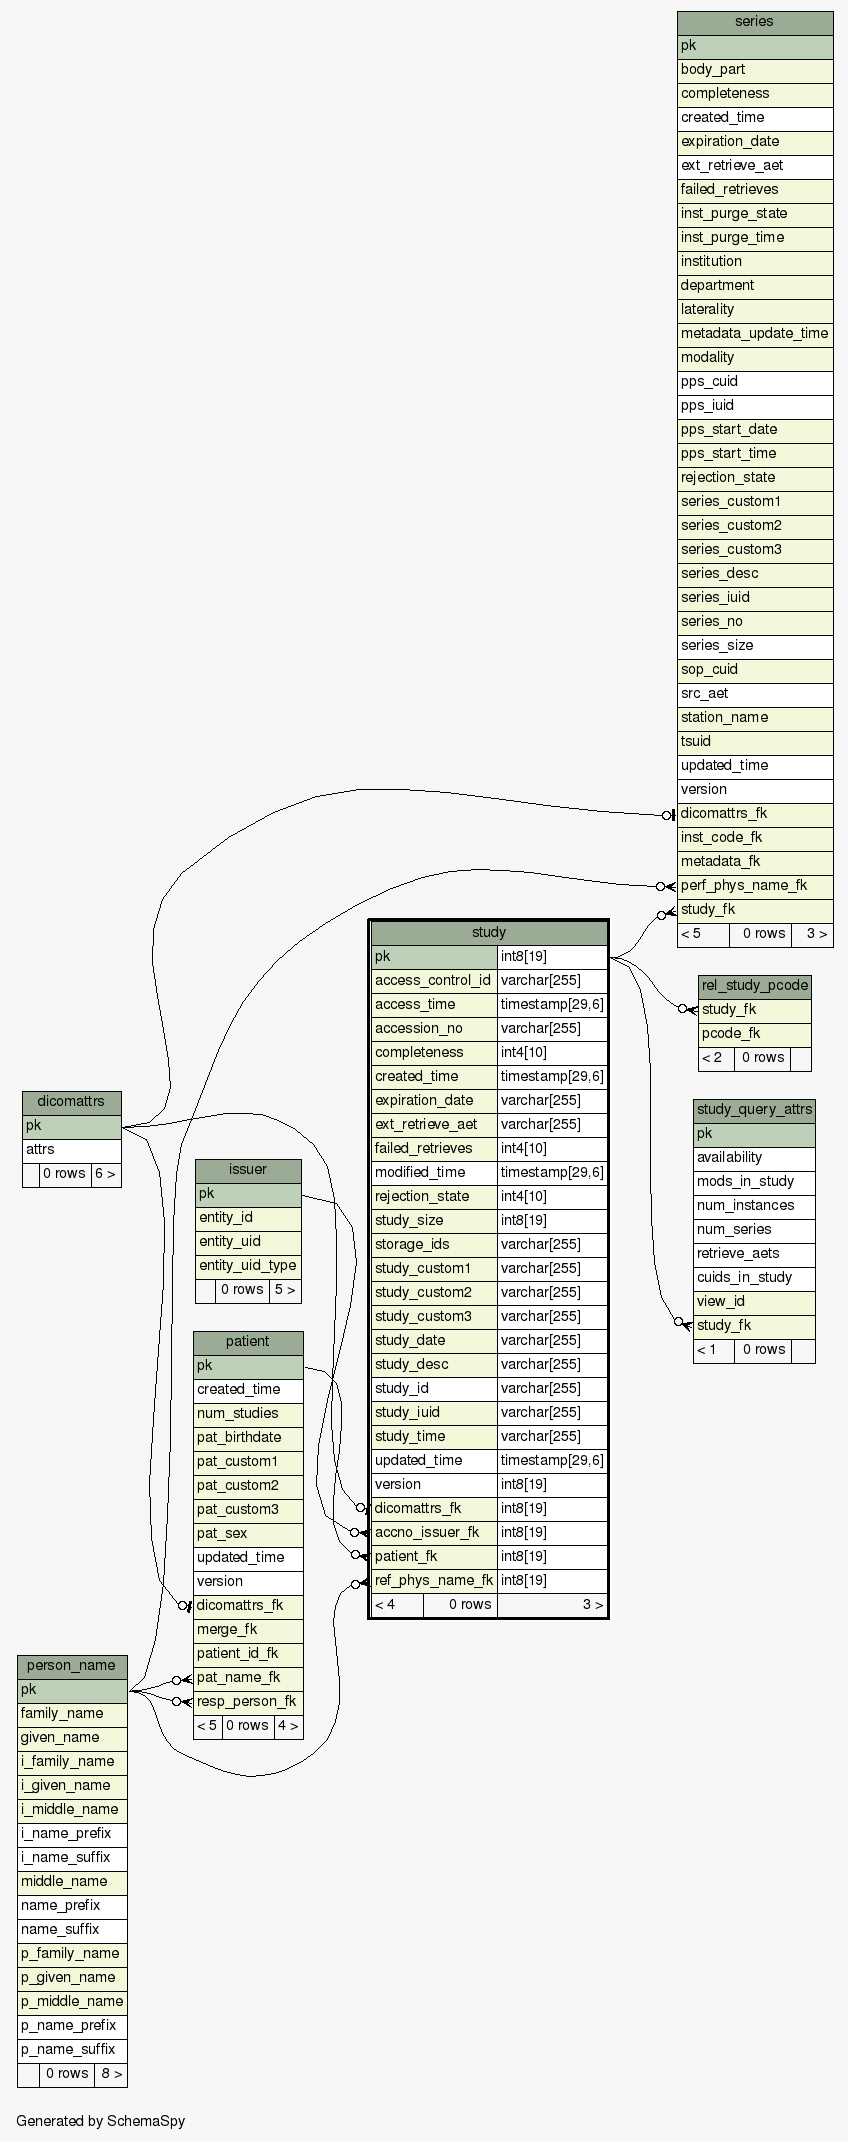 series
pk
body_part
completeness
created_time
expiration_date
ext_retrieve_aet
failed_retrieves
inst_purge_state
inst_purge_time
institution
department
laterality
metadata_update_time
modality
pps_cuid
pps_iuid
pps_start_date
pps_start_time
rejection_state
series_custom1
series_custom2
series_custom3
series_desc
series_iuid
series_no
series_size
sop_cuid
src_aet
station_name
tsuid
updated_time
version
dicomattrs_fk
inst_code_fk
metadata_fk
perf_phys_name_fk
study_fk
< 5 0 rows 3 >
study
pk int8[19]
access_control_id varchar[255]
access_time timestamp[29,6]
accession_no varchar[255]
completeness int4[10]
created_time timestamp[29,6]
expiration_date varchar[255]
ext_retrieve_aet varchar[255]
failed_retrieves int4[10]
modified_time timestamp[29,6]
rejection_state int4[10]
study_size int8[19]
storage_ids varchar[255]
study_custom1 varchar[255]
study_custom2 varchar[255]
study_custom3 varchar[255]
study_date varchar[255]
study_desc varchar[255]
study_id varchar[255]
study_iuid varchar[255]
study_time varchar[255]
updated_time timestamp[29,6]
version int8[19]
dicomattrs_fk int8[19]
accno_issuer_fk int8[19]
patient_fk int8[19]
ref_phys_name_fk int8[19]
< 4 0 rows 3 >
rel_study_pcode
study_fk
pcode_fk
< 2 0 rows
study_query_attrs
pk
availability
mods_in_study
num_instances
num_series
retrieve_aets
cuids_in_study
view_id
study_fk
< 1 0 rows
dicomattrs
pk
attrs
0 rows 6 >
issuer
pk
entity_id
entity_uid
entity_uid_type
0 rows 5 >
patient
pk
created_time
num_studies
pat_birthdate
pat_custom1
pat_custom2
pat_custom3
pat_sex
updated_time
version
dicomattrs_fk
merge_fk
patient_id_fk
pat_name_fk
resp_person_fk
< 5 0 rows 4 >
person_name
pk
family_name
given_name
i_family_name
i_given_name
i_middle_name
i_name_prefix
i_name_suffix
middle_name
name_prefix
name_suffix
p_family_name
p_given_name
p_middle_name
p_name_prefix
p_name_suffix
0 rows 8 >
Generated by SchemaSpy